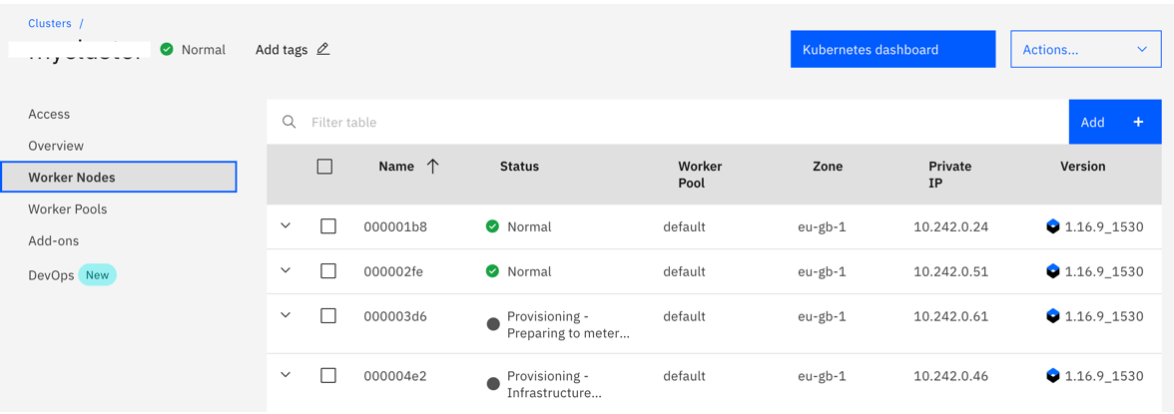 Clusters /
Normal Add tags Kubernetes dashboard Actions...
Access
Overview
Worker Nodes
Worker Pools
Add-ons
DevOps New
Filter table Add +
Name Status Worker Pool Zone Private IP Version
000001b8 Normal default eu-gb-1 10.242.0.24 1.16.9_1530
000002fe Normal default eu-gb-1 10.242.0.51 1.16.9_1530
000003d6 Provisioning - Preparing to meter... default eu-gb-1 10.242.0.61 1.16.9_1530
000004e2 Provisioning - Infrastructure... default eu-gb-1 10.242.0.46 1.16.9_1530